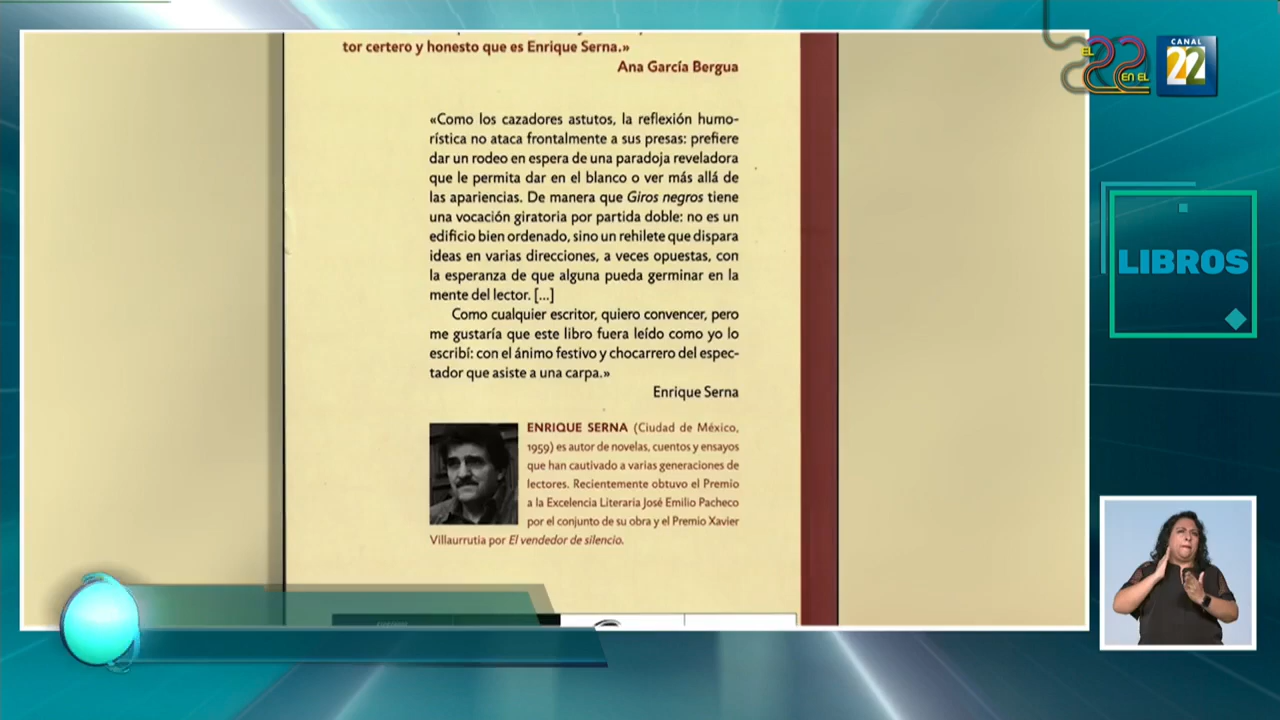 tor certero y honesto que es Enrique Serna.»
Ana García Bergua
«Como los cazadores astutos, la reflexión humo-
rística no ataca frontalmente a sus presas: prefiere
dar un rodeo en espera de una paradoja reveladora
que le permita dar en el blanco o ver más allá de
las apariencias. De manera que Giros negros tiene
una vocación giratoria por partida doble: no es un
edificio bien ordenado, sino un rehilete que dispara
ideas en varias direcciones, a veces opuestas, con
la esperanza de que alguna pueda germinar en la
mente del lector. [...]
Como cualquier escritor, quiero convencer, pero
me gustaría que este libro fuera leído como yo lo
escribí: con el ánimo festivo y chocarrero del espec-
tador que asiste a una carpa.»
Enrique Serna
ENRIQUE SERNA (Ciudad de México,
1959) es autor de novelas, cuentos y ensayos
que han cautivado a varias generaciones de
lectores. Recientemente obtuvo el Premio
a la Excelencia Literaria José Emilio Pacheco
por el conjunto de su obra y el Premio Xavier
Villaurrutia por El vendedor de silencio.
EL 22 EN EL
CANAL
22
LIBROS